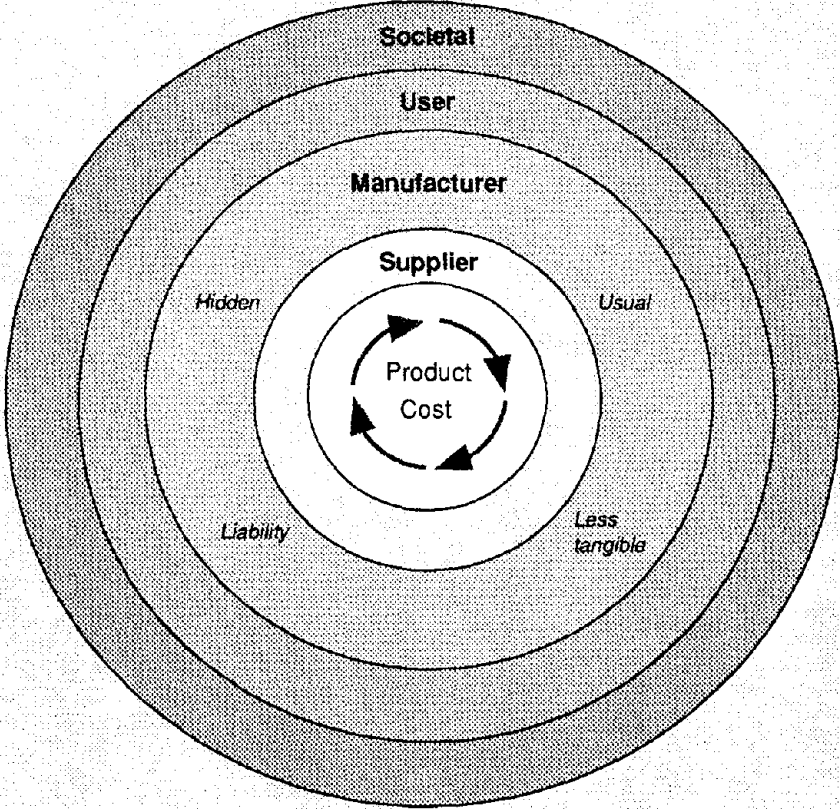 Societal
User
Manufacturer
Supplier
Hidden
Usual
Product
Cost
Liability
Less
tangible